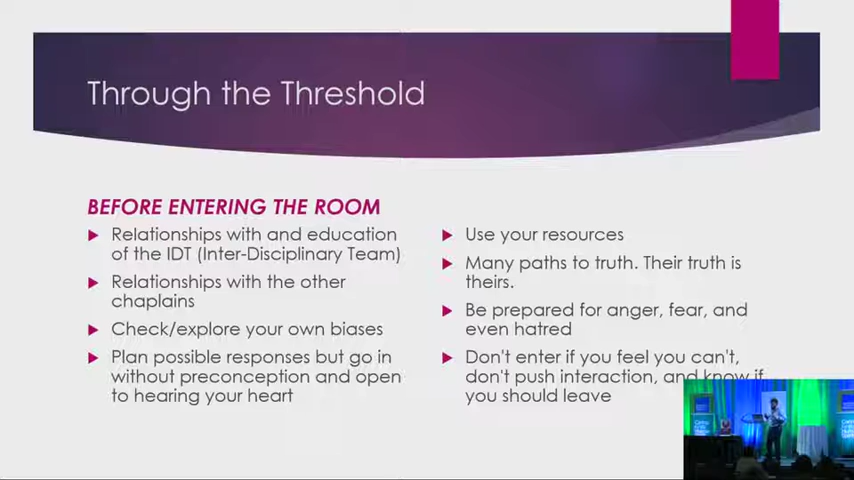 Through the Threshold
BEFORE ENTERING THE ROOM
Relationships with and education
of the IDT (Inter-Disciplinary Team)
Relationships with the other
chaplains
Check/explore your own biases
Plan possible responses but go in
without preconception and open
to hearing your heart
Use your resources
Many paths to truth. Their truth is
theirs.
Be prepared for anger, fear, and
even hatred
Don't enter if you feel you can't,
don't push interaction, and know if
you should leave